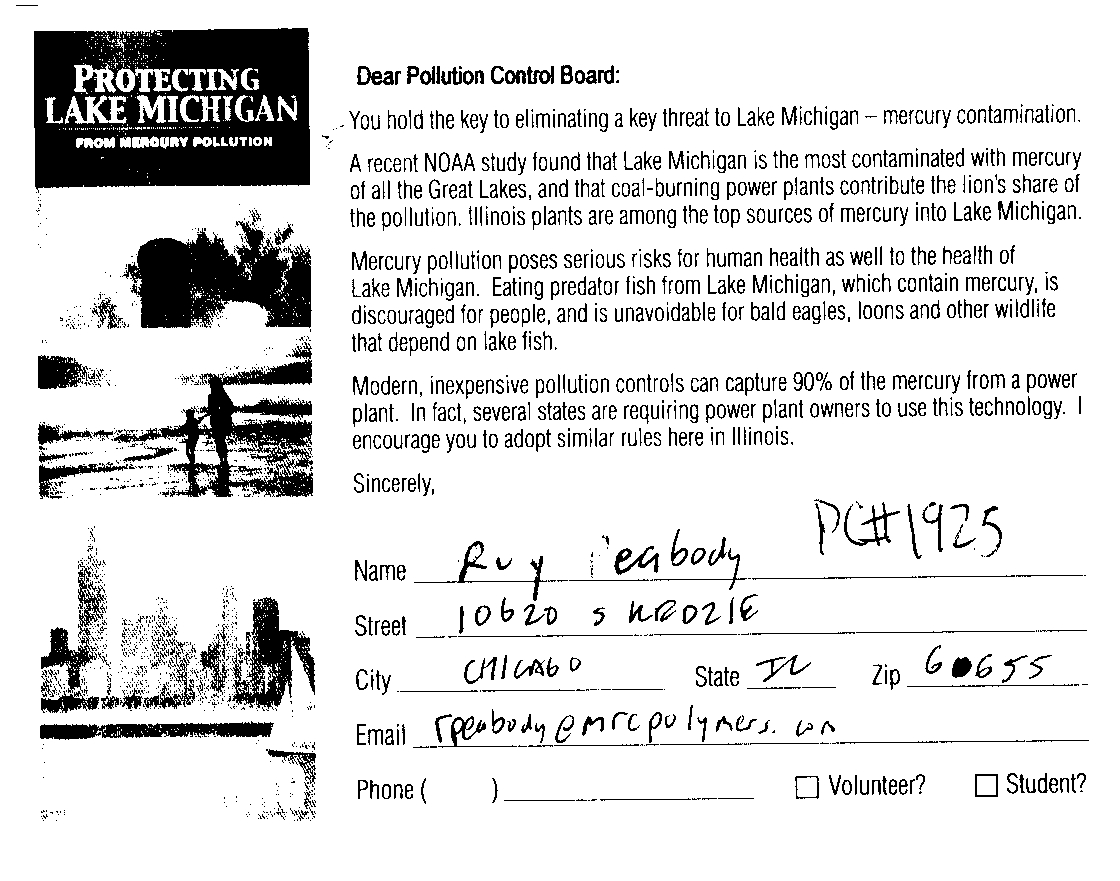 PROTECTING
LAKE MICHIGAN
FROM MERCURY POLLUTION
Dear Pollution Control Board:
You hold the key to eliminating a key threat to Lake Michigan – mercury contamination.
A recent NOAA study found that Lake Michigan is the most contaminated with mercury
of all the Great Lakes, and that coal-burning power plants contribute the lion's share of
the pollution. Illinois plants are among the top sources of mercury into Lake Michigan.
Mercury pollution poses serious risks for human health as well to the health of
Lake Michigan. Eating predator fish from Lake Michigan, which contain mercury, is
discouraged for people, and is unavoidable for bald eagles, loons and other wildlife
that depend on lake fish.
Modern, inexpensive pollution controls can capture 90% of the mercury from a power
plant. In fact, several states are requiring power plant owners to use this technology. I
encourage you to adopt similar rules here in Illinois.
Sincerely,
PC#1925
Name Peabody
Street 10620 S
City CHICAGO State IL Zip 60655
Email rpeabody@mrcpolymers.com
Phone ( ) Volunteer? Student?